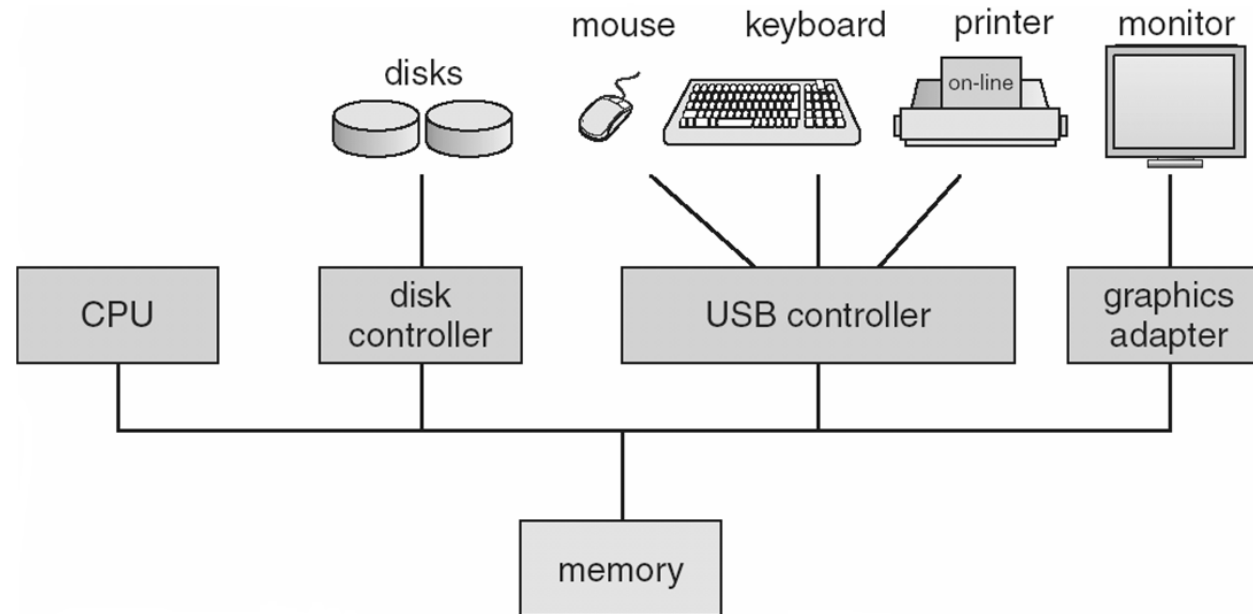 mouse
keyboard
printer
monitor
disks
on-line
CPU
disk
controller
USB controller
graphics
adapter
memory